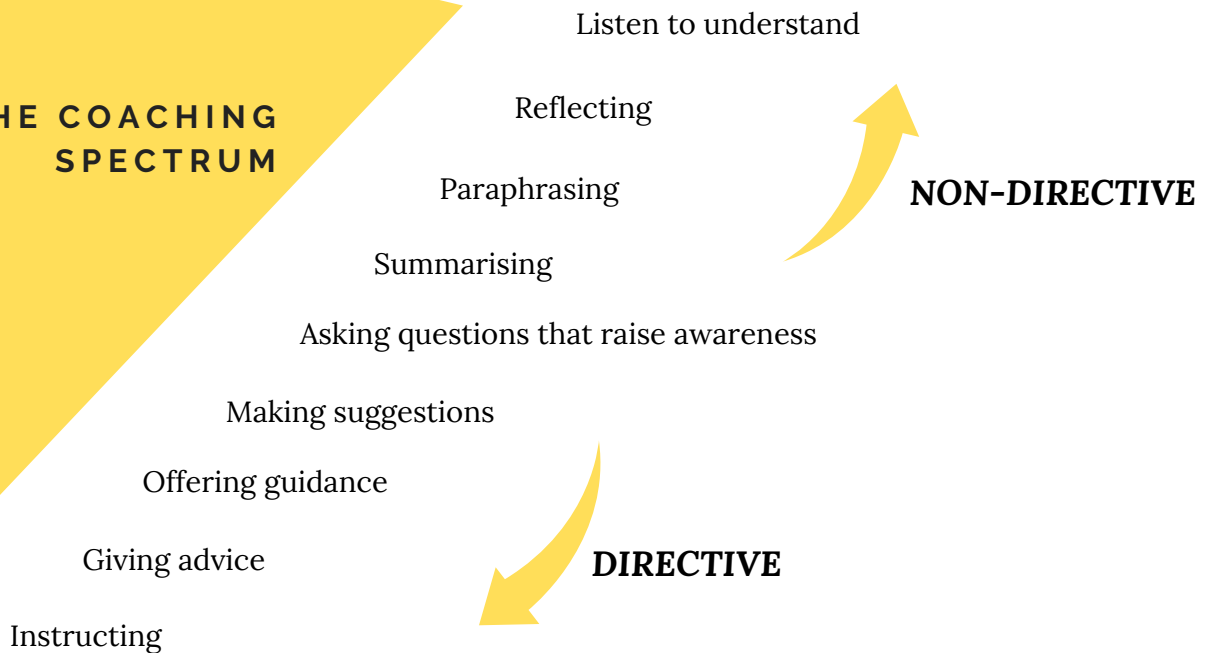 Listen to understand
HE COACHING
SPECTRUM
Reflecting
Paraphrasing
NON-DIRECTIVE
Summarising
Asking questions that raise awareness
Making suggestions
Offering guidance
Giving advice
DIRECTIVE
Instructing